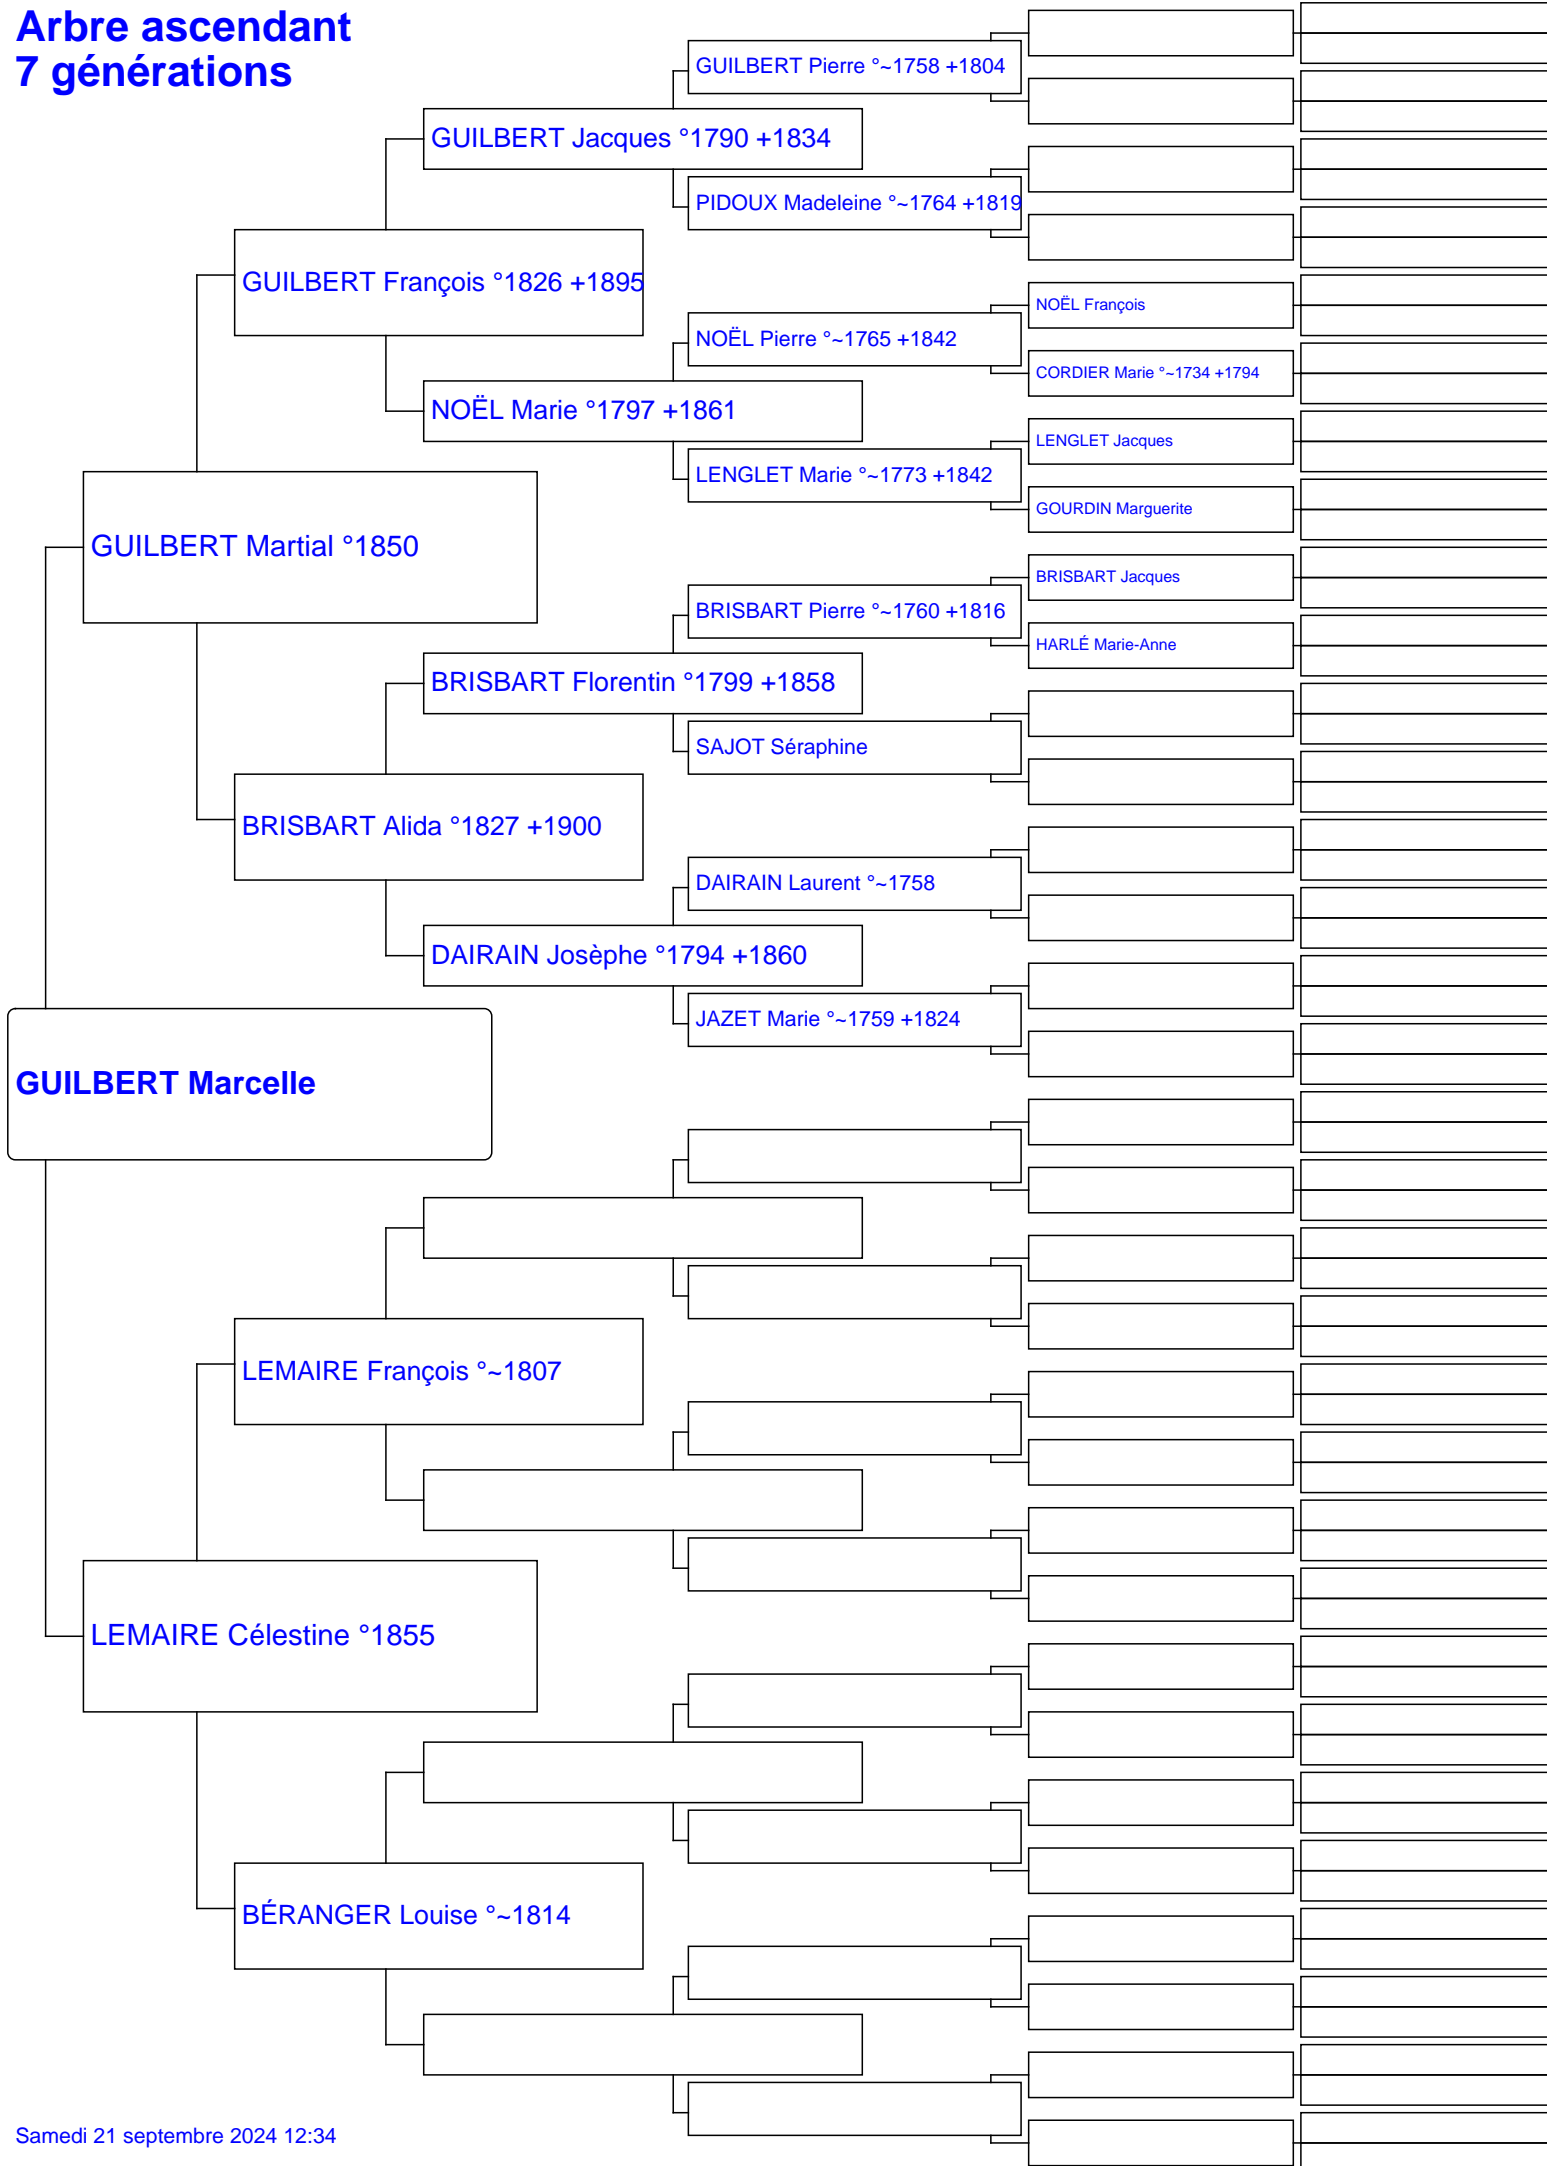 Arbre ascendant
7 générations
GUILBERT Pierre °~1758 +1804
GUILBERT Jacques °1790 +1834
PIDOUX Madeleine °~1764 +1819
GUILBERT François °1826 +1895
NOËL François
NOËL Pierre °~1765 +1842
CORDIER Marie °~1734 +1794
NOËL Marie °1797 +1861
LENGLET Jacques
LENGLET Marie °~1773 +1842
GOURDIN Marguerite
GUILBERT Martial °1850
BRISBART Jacques
BRISBART Pierre °~1760 +1816
HARLÉ Marie-Anne
BRISBART Florentin °1799 +1858
SAJOT Séraphine
BRISBART Alida °1827 +1900
DAIRAIN Laurent °~1758
DAIRAIN Josèphe °1794 +1860
JAZET Marie °~1759 +1824
GUILBERT Marcelle
LEMAIRE François °~1807
LEMAIRE Célestine °1855
BÉRANGER Louise °~1814
Samedi 21 septembre 2024 12:34